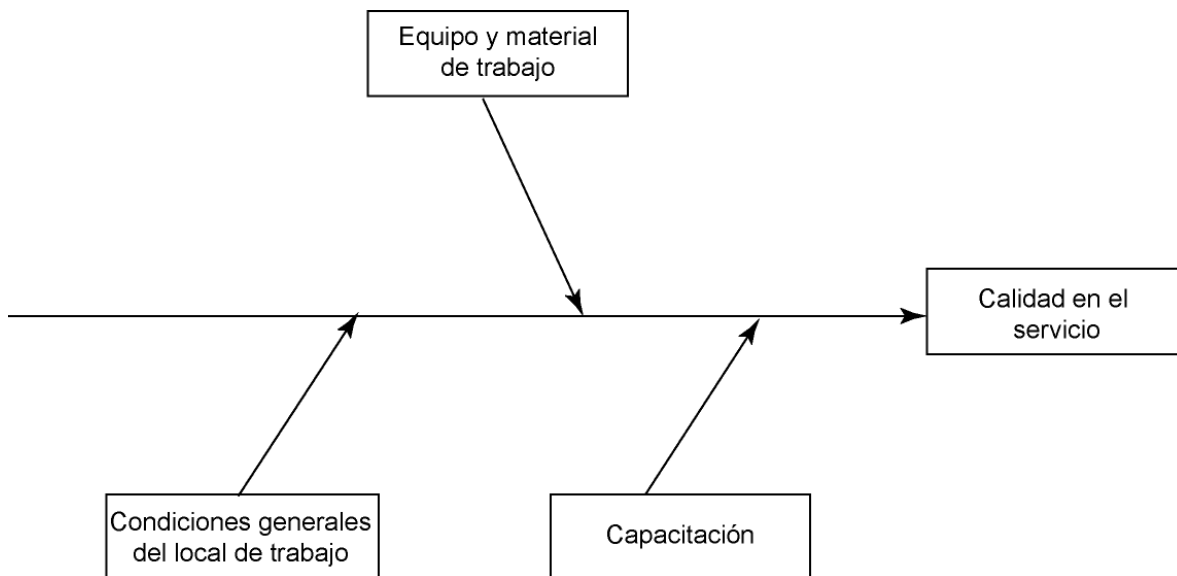 Equipo y material
de trabajo
Calidad en el
servicio
Condiciones generales
del local de trabajo
Capacitación